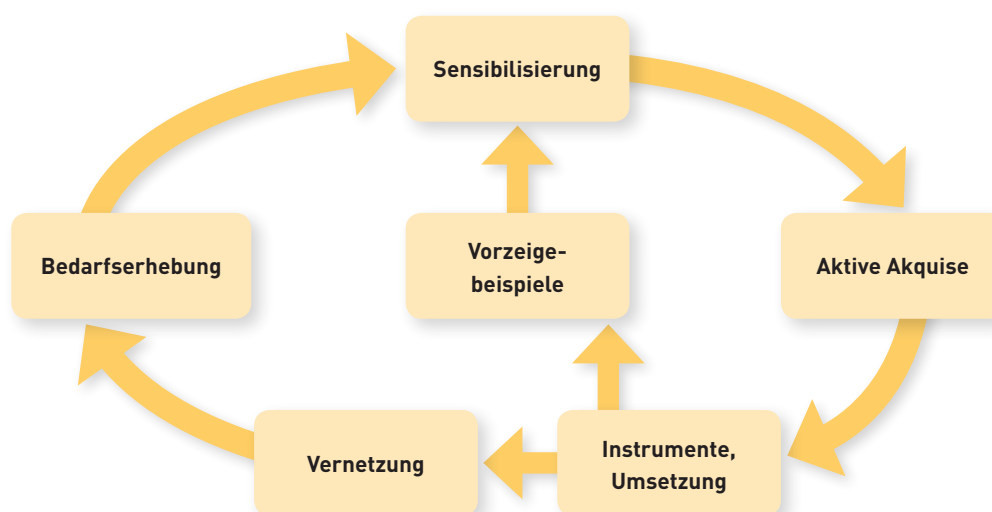 Sensibilisierung
Bedarfserhebung
Vorzeige-
beispiele
Aktive Akquise
Vernetzung
Instrumente,
Umsetzung